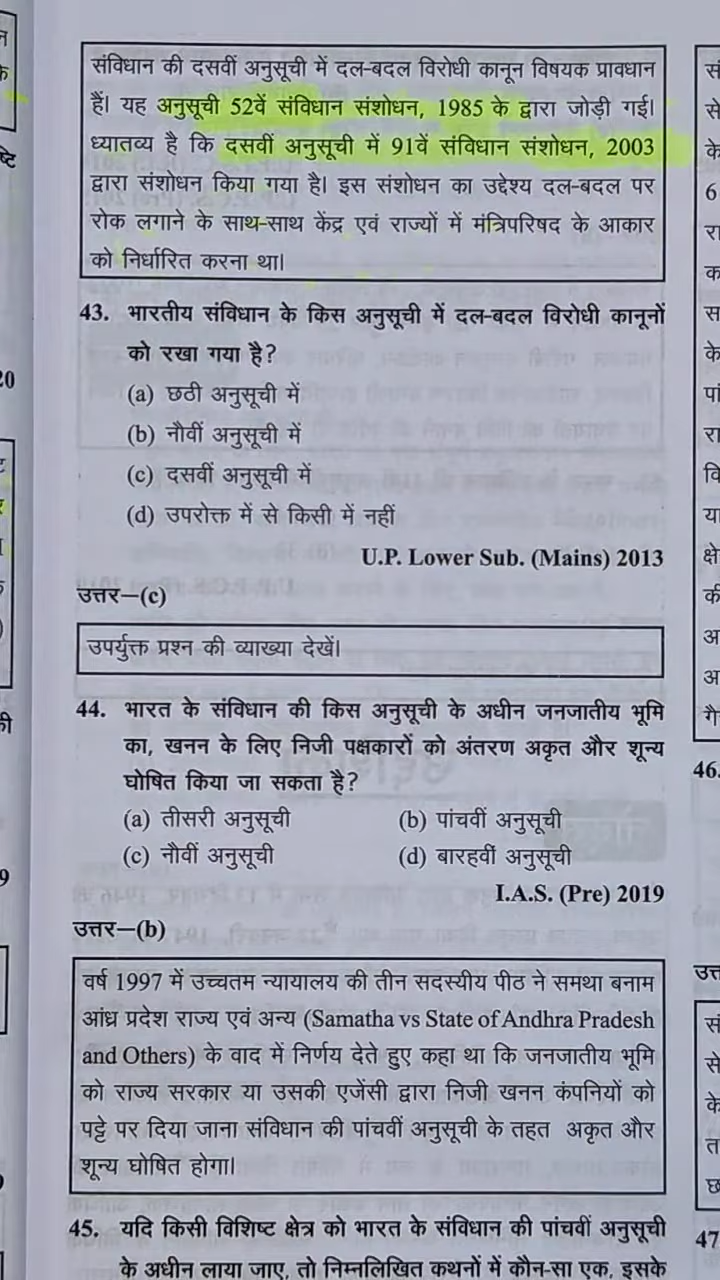 संविधान की दसवीं अनुसूची में दल-बदल विरोधी कानून विषयक प्रावधान
हैं। यह अनुसूची 52वें संविधान संशोधन, 1985 के द्वारा जोड़ी गई।
ध्यातव्य है कि दसवीं अनुसूची में 91वें संविधान संशोधन, 2003
द्वारा संशोधन किया गया है। इस संशोधन का उद्देश्य दल-बदल पर
रोक लगाने के साथ-साथ केंद्र एवं राज्यों में मंत्रिपरिषद के आकार
को निर्धारित करना था।
43. भारतीय संविधान के किस अनुसूची में दल-बदल विरोधी कानूनों
को रखा गया है?
(a) छठी अनुसूची में
(b) नौवीं अनुसूची में
(c) दसवीं अनुसूची में
(d) उपरोक्त में से किसी में नहीं
U.P. Lower Sub. (Mains) 2013
उत्तर–(c)
उपर्युक्त प्रश्न की व्याख्या देखें।
44. भारत के संविधान की किस अनुसूची के अधीन जनजातीय भूमि
का, खनन के लिए निजी पक्षकारों को अंतरण अकृत और शून्य
घोषित किया जा सकता है?
(a) तीसरी अनुसूची (b) पांचवीं अनुसूची
(c) नौवीं अनुसूची (d) बारहवीं अनुसूची
I.A.S. (Pre) 2019
उत्तर–(b)
वर्ष 1997 में उच्चतम न्यायालय की तीन सदस्यीय पीठ ने समथा बनाम
आंध्र प्रदेश राज्य एवं अन्य (Samatha vs State of Andhra Pradesh
and Others) के वाद में निर्णय देते हुए कहा था कि जनजातीय भूमि
को राज्य सरकार या उसकी एजेंसी द्वारा निजी खनन कंपनियों को
पट्टे पर दिया जाना संविधान की पांचवीं अनुसूची के तहत अकृत और
शून्य घोषित होगा।
45. यदि किसी विशिष्ट क्षेत्र को भारत के संविधान की पांचवीं अनुसूची
के अधीन लाया जाए, तो निम्नलिखित कथनों में कौन-सा एक, इसके
46.
47